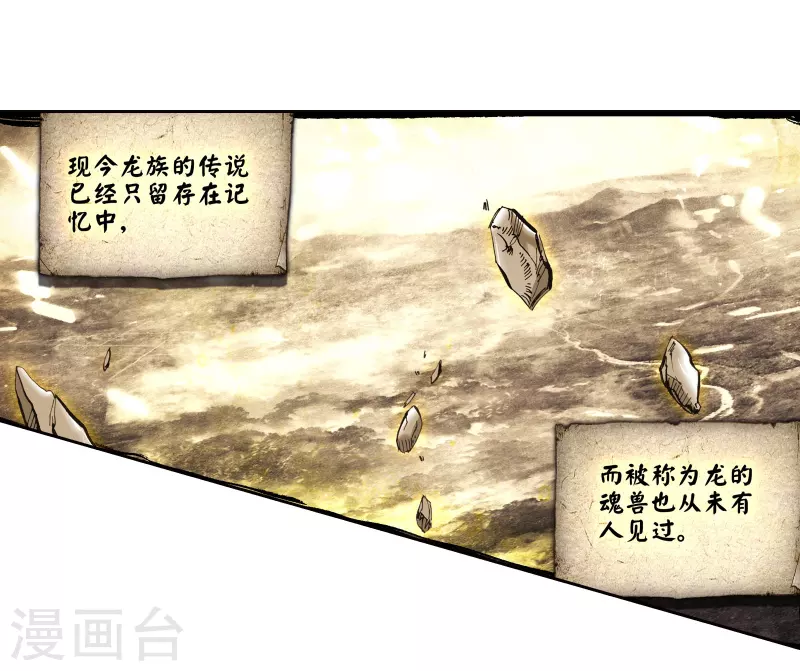 现今龙族的传说
已经只留存在记
忆中，
而被称为龙的
魂兽也从未有
人见过。
漫画台